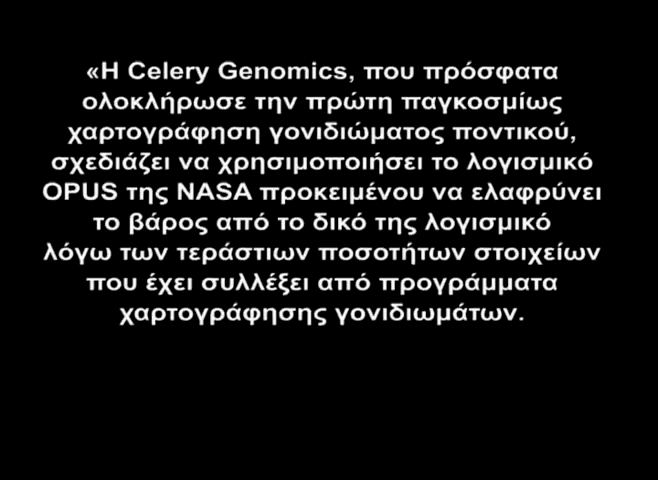 «Η Celery Genomics, που πρόσφατα
ολοκλήρωσε την πρώτη παγκοσμίως
χαρτογράφηση γονιδιώματος ποντικού,
σχεδιάζει να χρησιμοποιήσει το λογισμικό
OPUS της NASA προκειμένου να ελαφρύνει
το βάρος από το δικό της λογισμικό
λόγω των τεράστιων ποσοτήτων στοιχείων
που έχει συλλέξει από προγράμματα
χαρτογράφησης γονιδιωμάτων.